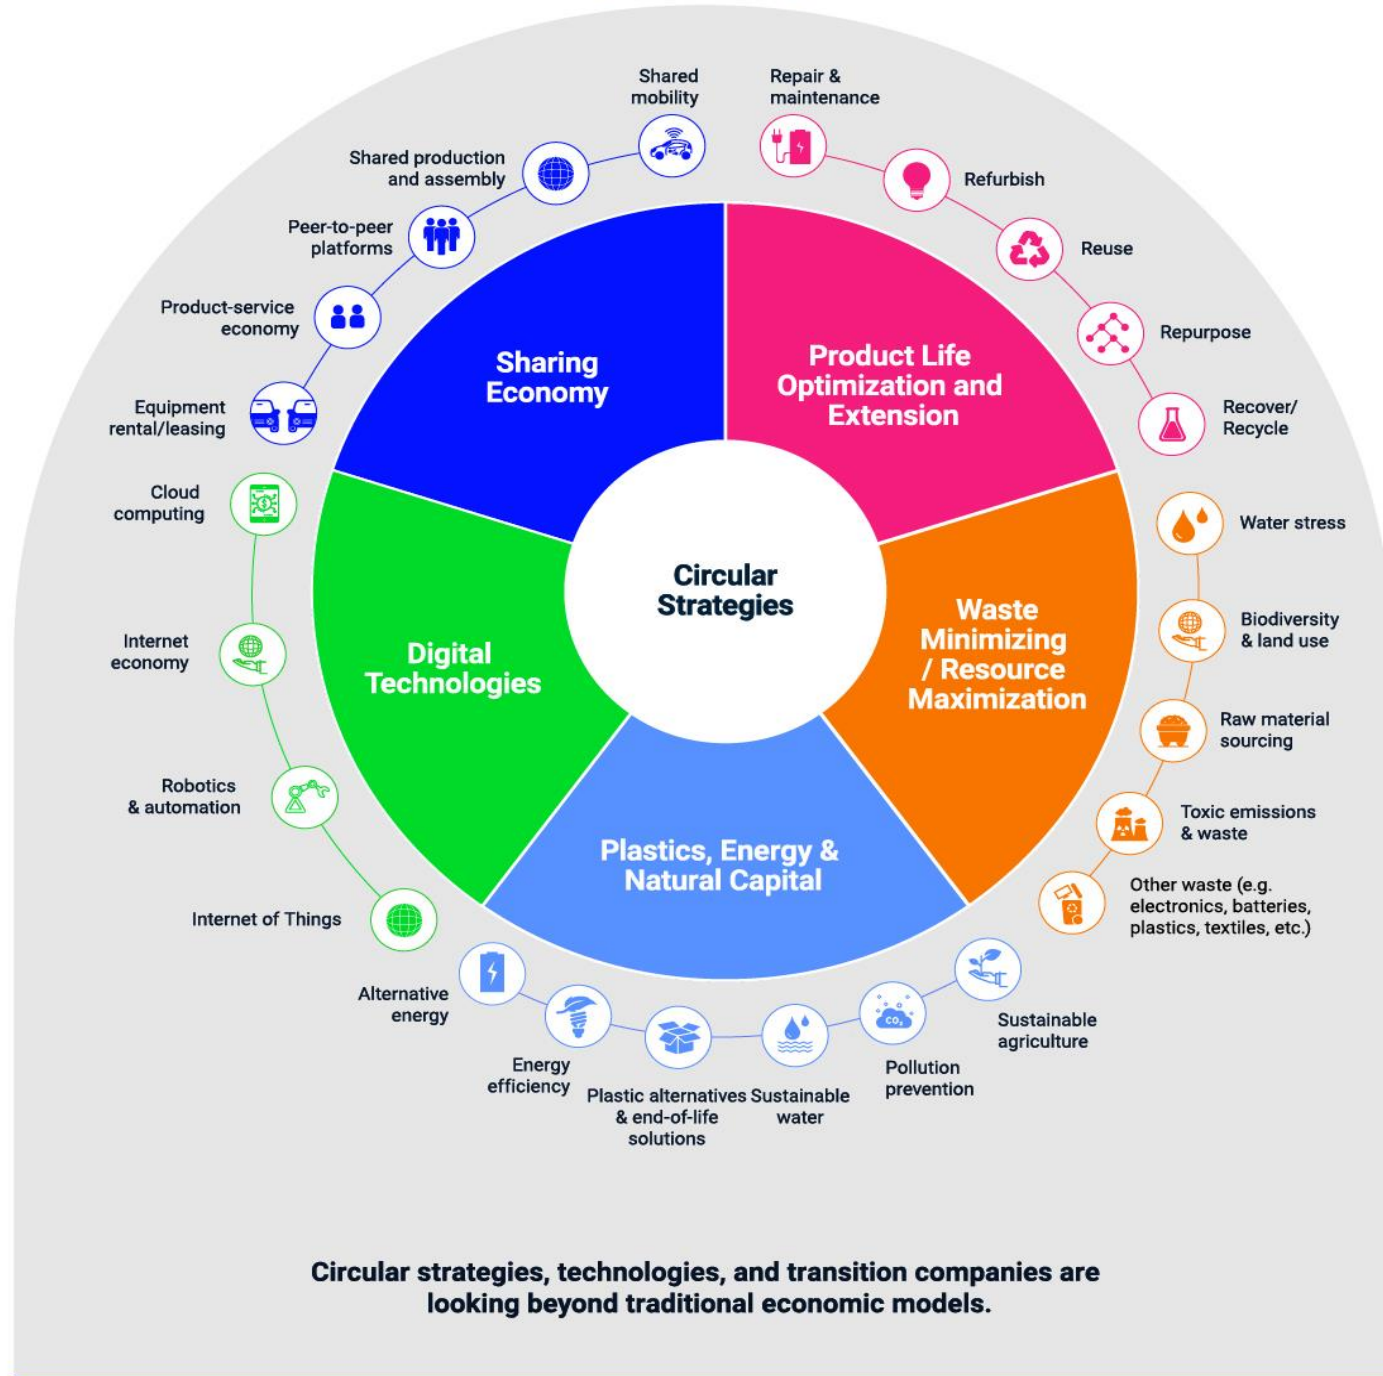 Shared
mobility
Repair &
maintenance
Shared production
and assembly
Refurbish
Peer-to-peer
platforms
Reuse
Product-service
economy
Repurpose
Equipment
rental/leasing
Recover/
Recycle
Sharing
Economy
Product Life
Optimization and
Extension
Cloud
computing
Water stress
Circular
Strategies
Internet
economy
Digital
Technologies
Waste
Minimizing
/ Resource
Maximization
Biodiversity
& land use
Raw material
sourcing
Robotics
& automation
Toxic emissions
& waste
Plastics, Energy &
Natural Capital
Other waste (e.g.
electronics, batteries,
plastics, textiles, etc.)
Internet of Things
Alternative
energy
Energy
efficiency
Plastic alternatives
& end-of-life
solutions
Sustainable
water
CO₂
Pollution
prevention
Sustainable
agriculture
Circular strategies, technologies, and transition companies are
looking beyond traditional economic models.